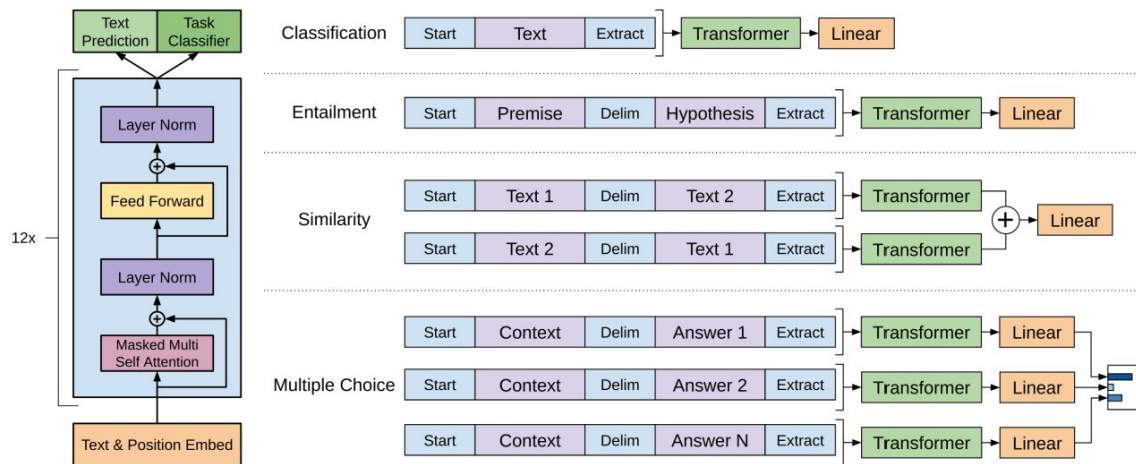 Text
Prediction
Task
Classifier
12x
Layer Norm
Feed Forward
Layer Norm
Masked Multi
Self Attention
Text & Position Embed
Classification Start Text Extract Transformer Linear
Entailment Start Premise Delim Hypothesis Extract Transformer Linear
Similarity
Start Text 1 Delim Text 2 Extract Transformer
Start Text 2 Delim Text 1 Extract Transformer
Linear
Multiple Choice
Start Context Delim Answer 1 Extract Transformer Linear
Start Context Delim Answer 2 Extract Transformer Linear
Start Context Delim Answer N Extract Transformer Linear